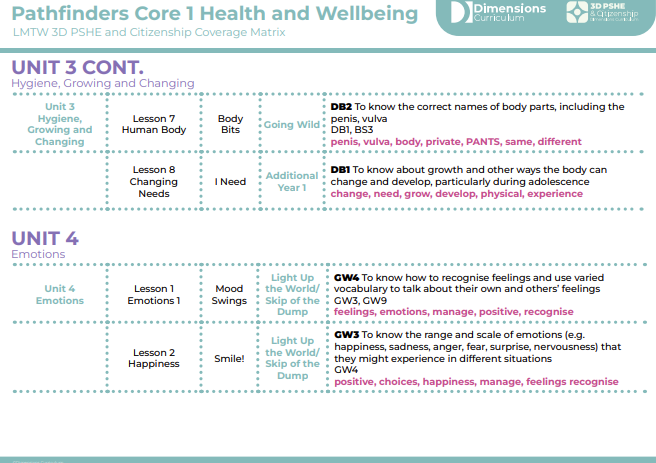 Pathfinders Core 1 Health and Wellbeing
LMTW 3D PSHE and Citizenship Coverage Matrix
Dimensions
Curriculum
3D PSHE
& Citizenship
UNIT 3 CONT.
Hygiene, Growing and Changing
Unit 3
Hygiene,
Growing and
Changing
Lesson 7
Human Body
Body
Bits
Going Wild
DB2 To know the correct names of body parts, including the
penis, vulva
DB1, BS3
penis, vulva, body, private, PANTS, same, different
Lesson 8
Changing
Needs
I Need
Additional
Year 1
DB1 To know about growth and other ways the body can
change and develop, particularly during adolescence
change, need, grow, develop, physical, experience
UNIT 4
Emotions
Unit 4
Emotions
Lesson 1
Emotions 1
Mood
Swings
Light Up
the World/
Skip of the
Dump
GW4 To know how to recognise feelings and use varied
vocabulary to talk about their own and others' feelings
GW3, GW9
feelings, emotions, manage, positive, recognise
Lesson 2
Happiness
Smile!
Light Up
the World/
Skip of the
Dump
GW3 To know the range and scale of emotions (e.g.
happiness, sadness, anger, fear, surprise, nervousness) that
they might experience in different situations
GW4
positive, choices, happiness, manage, feelings recognise